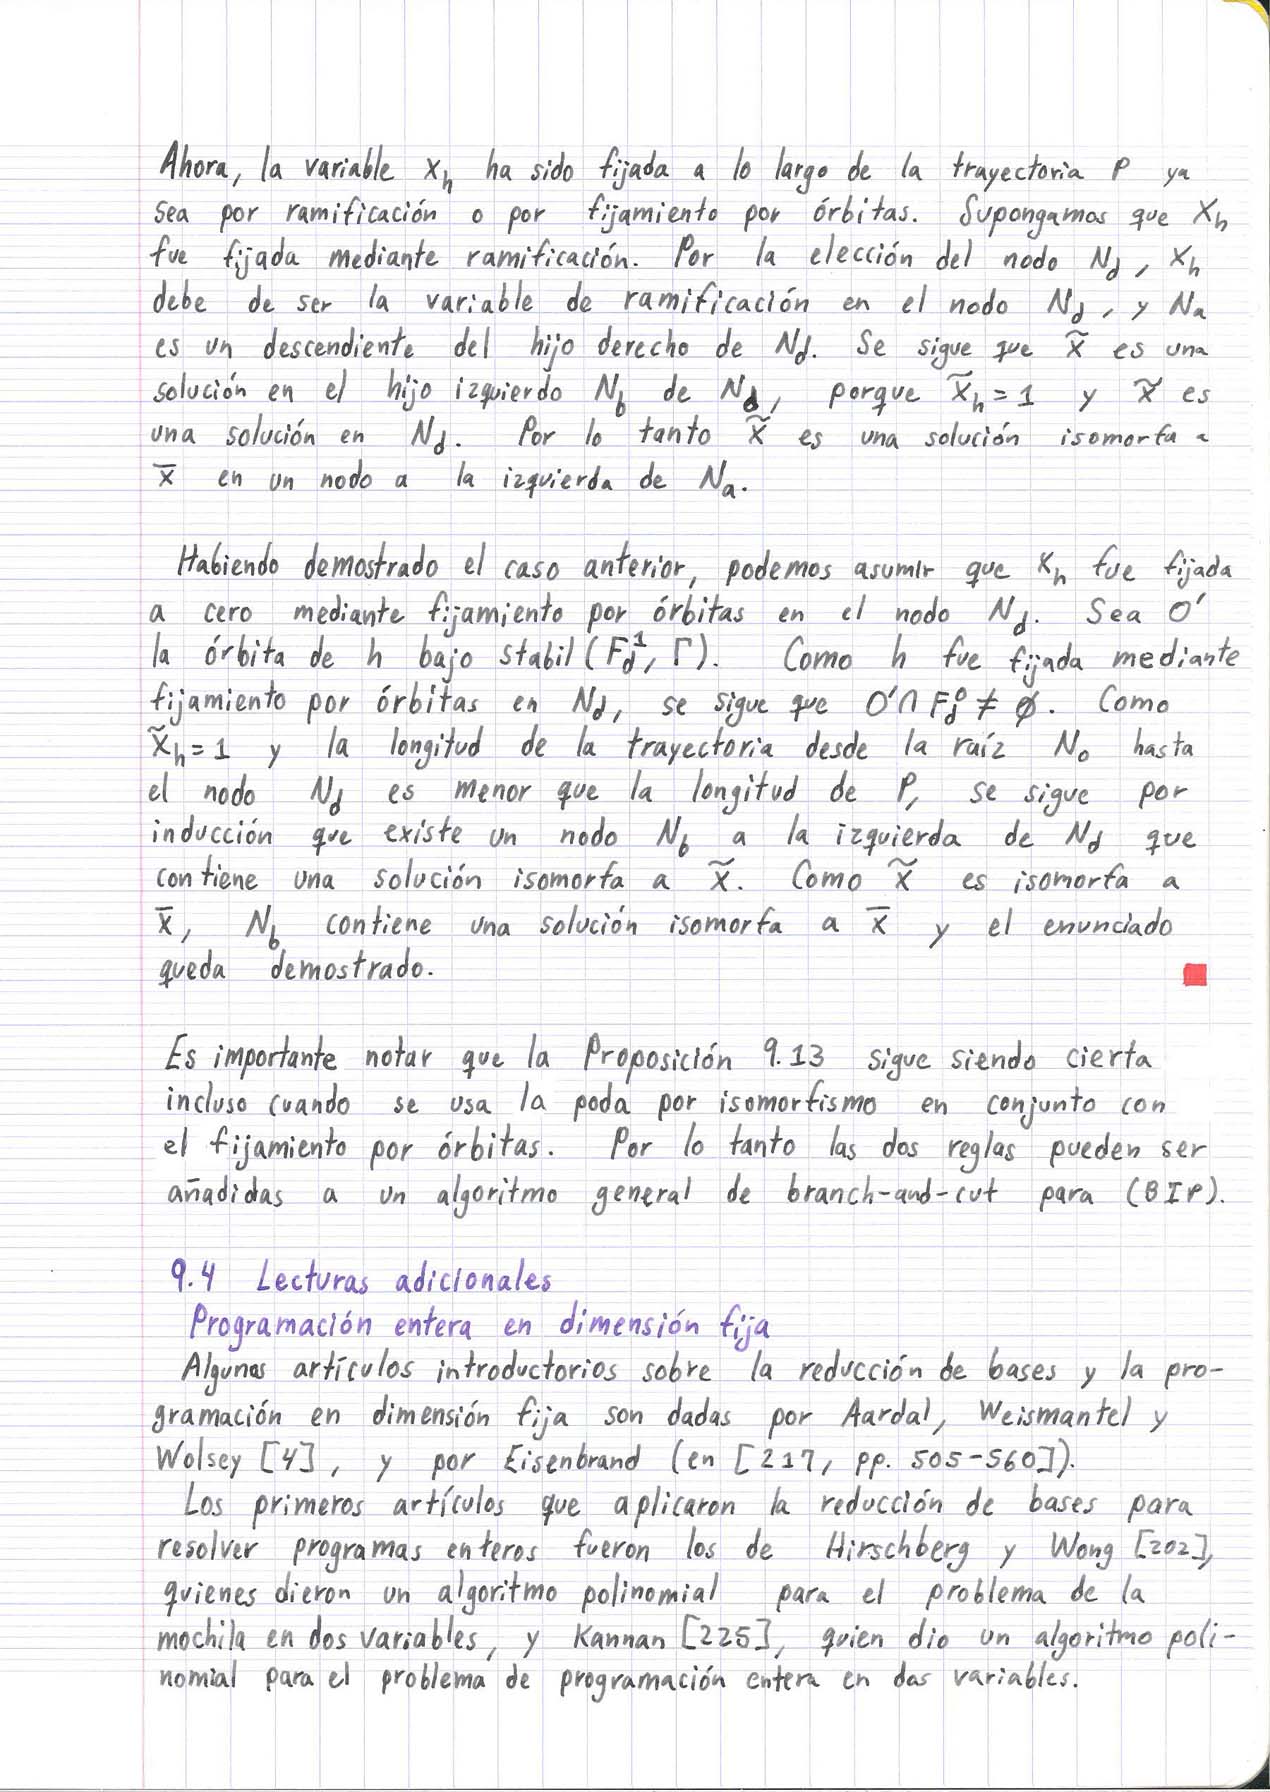 Ahora, la variable x_h ha sido fijada a lo largo de la trayectoria P ya
sea por ramificación o por fijamiento por órbitas. Supongamos que x_h
fue fijada mediante ramificación. Por la elección del nodo N_d, x_h
debe de ser la variable de ramificación en el nodo N_d, y N_a
es un descendiente del hijo derecho de N_d. Se sigue que x̃ es una
solución en el hijo izquierdo N_b de N_d, porque x̃_h = 1 y x̃ es
una solución en N_d. Por lo tanto x̃ es una solución isomorfa a
x̄ en un nodo a la izquierda de N_a.
Habiendo demostrado el caso anterior, podemos asumir que x_h fue fijada
a cero mediante fijamiento por órbitas en el nodo N_d. Sea O'
la órbita de h bajo stabil(F_d^1, Γ). Como h fue fijada mediante
fijamiento por órbitas en N_d, se sigue que O' ∩ F_d^0 ≠ ∅. Como
x̃_h = 1 y la longitud de la trayectoria desde la raíz N_0 hasta
el nodo N_d es menor que la longitud de P, se sigue por
inducción que existe un nodo N_b a la izquierda de N_d que
contiene una solución isomorfa a x̃. Como x̃ es isomorfa a
x̄, N_b contiene una solución isomorfa a x̄ y el enunciado
queda demostrado.
Es importante notar que la Proposición 9.13 sigue siendo cierta
incluso cuando se usa la poda por isomorfismo en conjunto con
el fijamiento por órbitas. Por lo tanto las dos reglas pueden ser
añadidas a un algoritmo general de branch-and-cut para (BIP).
9.4 Lecturas adicionales
Programación entera en dimensión fija
Algunos artículos introductorios sobre la reducción de bases y la pro-
gramación en dimensión fija son dadas por Aardal, Weismantel y
Wolsey [4], y por Eisenbrand (en [217, pp. 505-560]).
Los primeros artículos que aplicaron la reducción de bases para
resolver programas enteros fueron los de Hirschberg y Wong [202],
quienes dieron un algoritmo polinomial para el problema de la
mochila en dos variables, y Kannan [225], quien dio un algoritmo poli-
nomial para el problema de programación entera en dos variables.